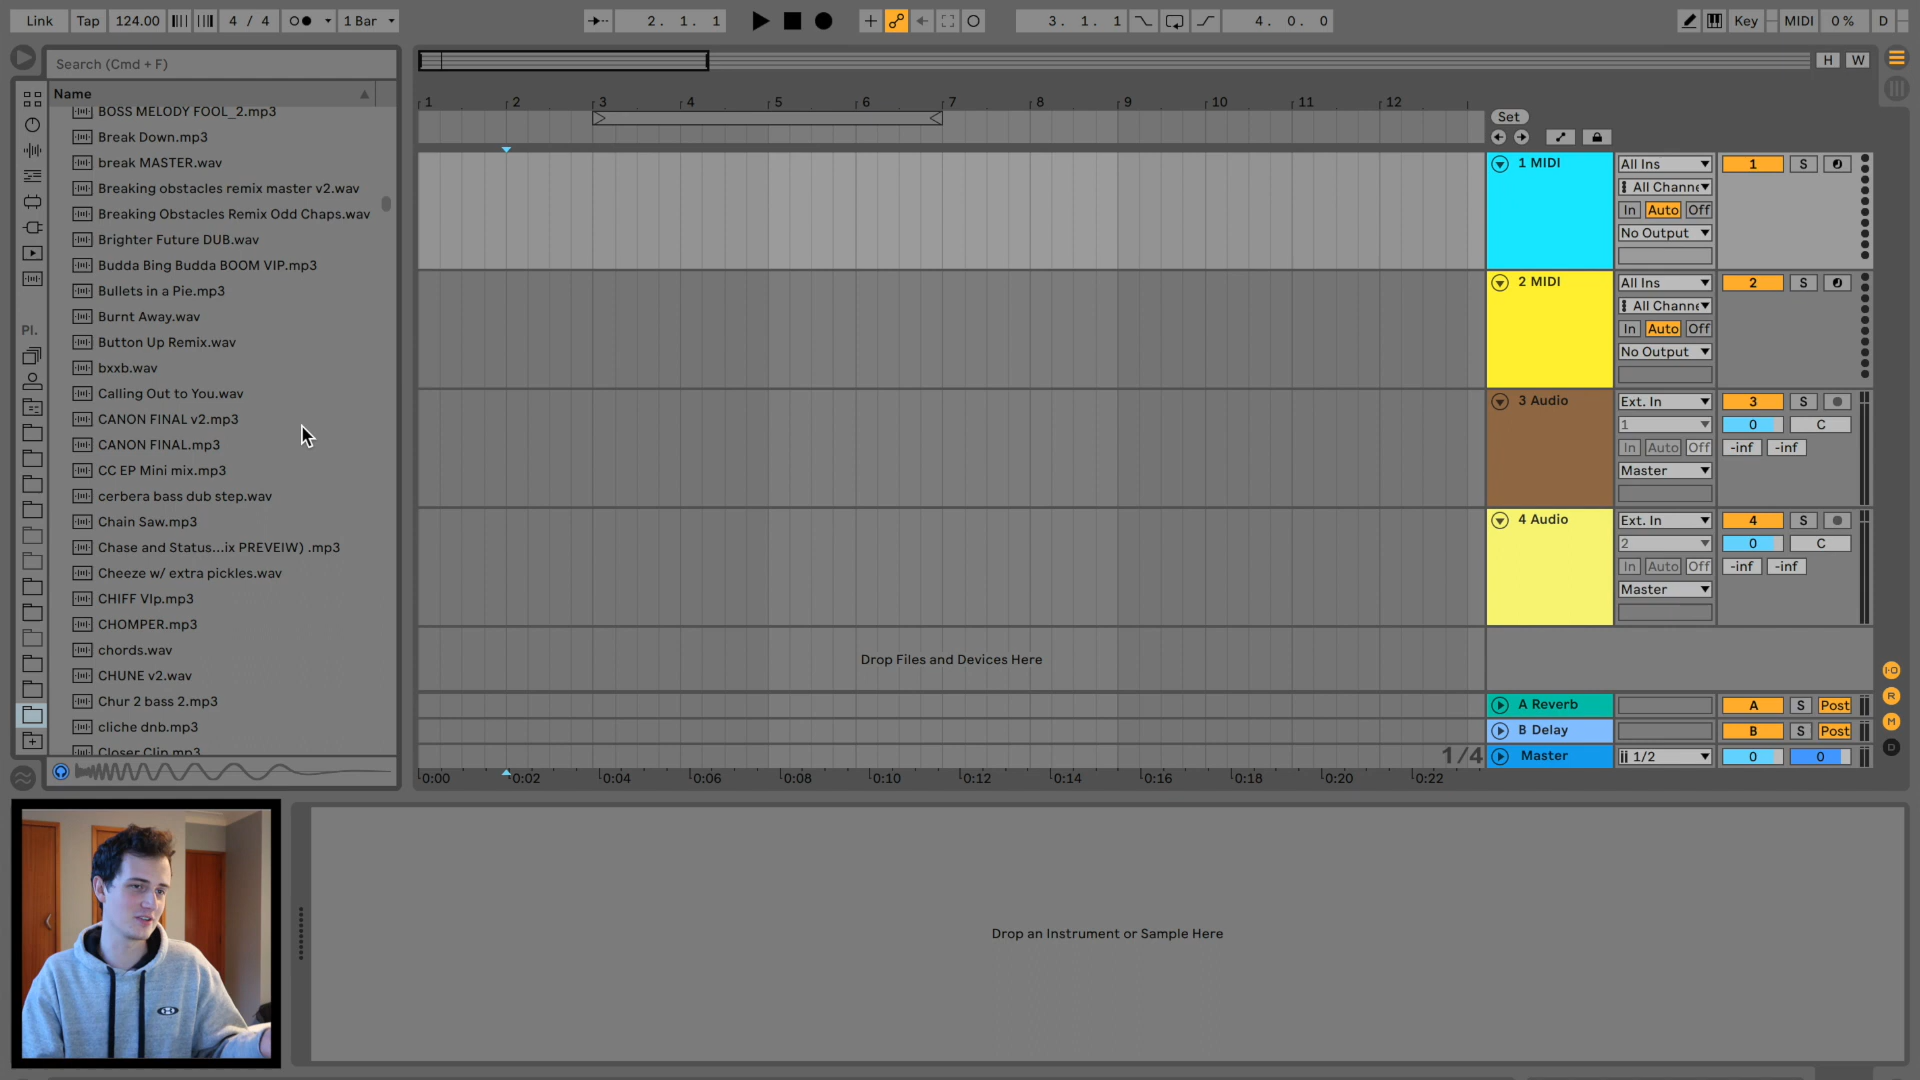 Link Tap 124.00 4 / 4 1 Bar 2. 1. 1 3. 1. 1 4. 0. 0 Key MIDI 0 % D
Search (Cmd + F)
H W
Name
BOSS MELODY FOOL_2.mp3
Break Down.mp3
break MASTER.wav
Breaking obstacles remix master v2.wav
Breaking Obstacles Remix Odd Chaps.wav
Brighter Future DUB.wav
Budda Bing Budda BOOM VIP.mp3
Bullets in a Pie.mp3
Burnt Away.wav
Button Up Remix.wav
bxxb.wav
Calling Out to You.wav
CANON FINAL v2.mp3
CANON FINAL.mp3
CC EP Mini mix.mp3
cerbera bass dub step.wav
Chain Saw.mp3
Chase and Status...ix PREVEIW) .mp3
Cheeze w/ extra pickles.wav
CHIFF VIp.mp3
CHOMPER.mp3
chords.wav
CHUNE v2.wav
Chur 2 bass 2.mp3
cliche dnb.mp3
Closer Clip.mp3
Pl.
1 2 3 4 5 6 7 8 9 10 11 12
Set
1 MIDI All Ins 1 S
All Channe
In Auto Off
No Output
2 MIDI All Ins 2 S
All Channe
In Auto Off
No Output
3 Audio Ext. In 3 S
1 0 C
In Auto Off -inf -inf
Master
4 Audio Ext. In 4 S
2 0 C
In Auto Off -inf -inf
Master
Drop Files and Devices Here
A Reverb A S Post
B Delay B S Post
1/4 Master 1/2 0 0
0:00 0:02 0:04 0:06 0:08 0:10 0:12 0:14 0:16 0:18 0:20 0:22
I-O
R
M
D
Drop an Instrument or Sample Here